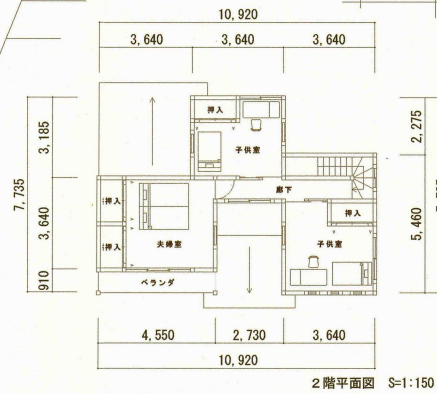 10,920
3,640 3,640 3,640
押入
子供室
3,185
7,735
3,640
910
2,275
5,460
廊下
押入
押入
夫婦室
押入
子供室
ベランダ
4,550 2,730 3,640
10,920
2階平面図 S=1:150